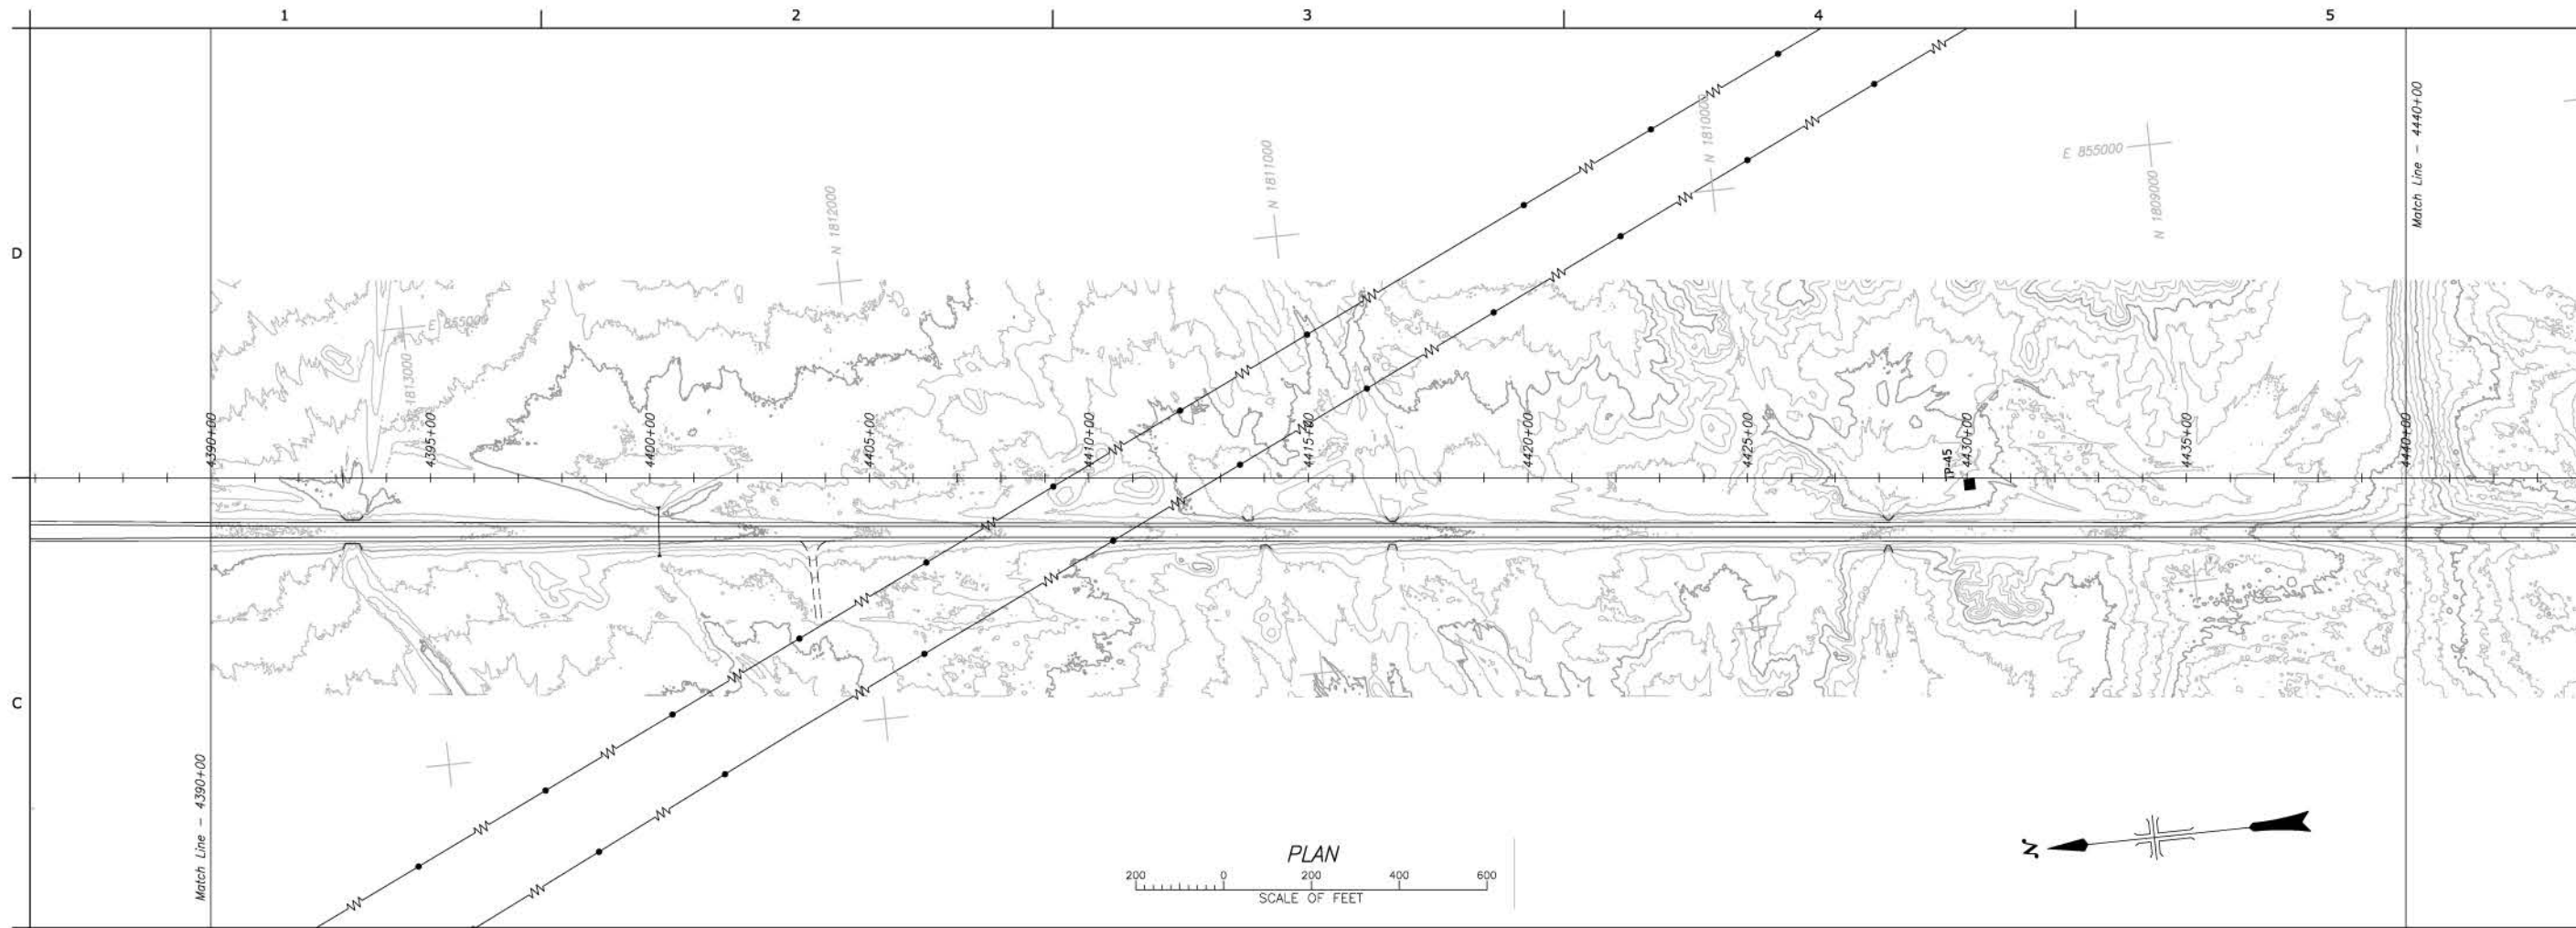 1 2 3 4 5
Match Line - 4440+00
N 1810000
E 855000
N 1811000
N 1809000
N 1812000
D
E 855000
1813000
4390+00 4395+00 4400+00 4405+00 4410+00 4415+00 4420+00 4425+00 4430+00 4435+00 4440+00
TP-45
C
Match Line - 4390+00
N
PLAN
200 0 200 400 600
SCALE OF FEET